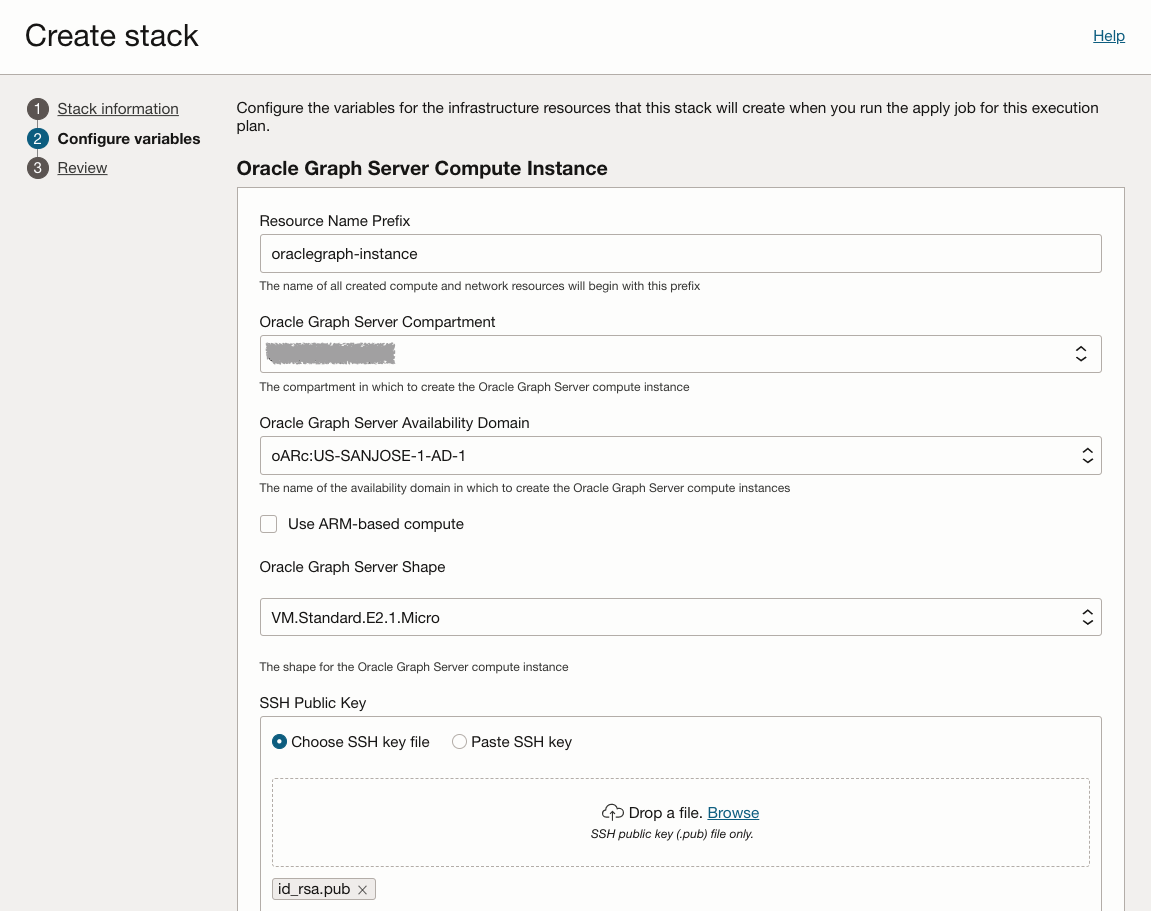 Create stack
Help
1 Stack information
2 Configure variables
3 Review
Configure the variables for the infrastructure resources that this stack will create when you run the apply job for this execution
plan.
Oracle Graph Server Compute Instance
Resource Name Prefix
oraclegraph-instance
The name of all created compute and network resources will begin with this prefix
Oracle Graph Server Compartment
The compartment in which to create the Oracle Graph Server compute instance
Oracle Graph Server Availability Domain
oARc:US-SANJOSE-1-AD-1
The name of the availability domain in which to create the Oracle Graph Server compute instances
Use ARM-based compute
Oracle Graph Server Shape
VM.Standard.E2.1.Micro
The shape for the Oracle Graph Server compute instance
SSH Public Key
Choose SSH key file Paste SSH key
Drop a file. Browse
SSH public key (.pub) file only.
id_rsa.pub